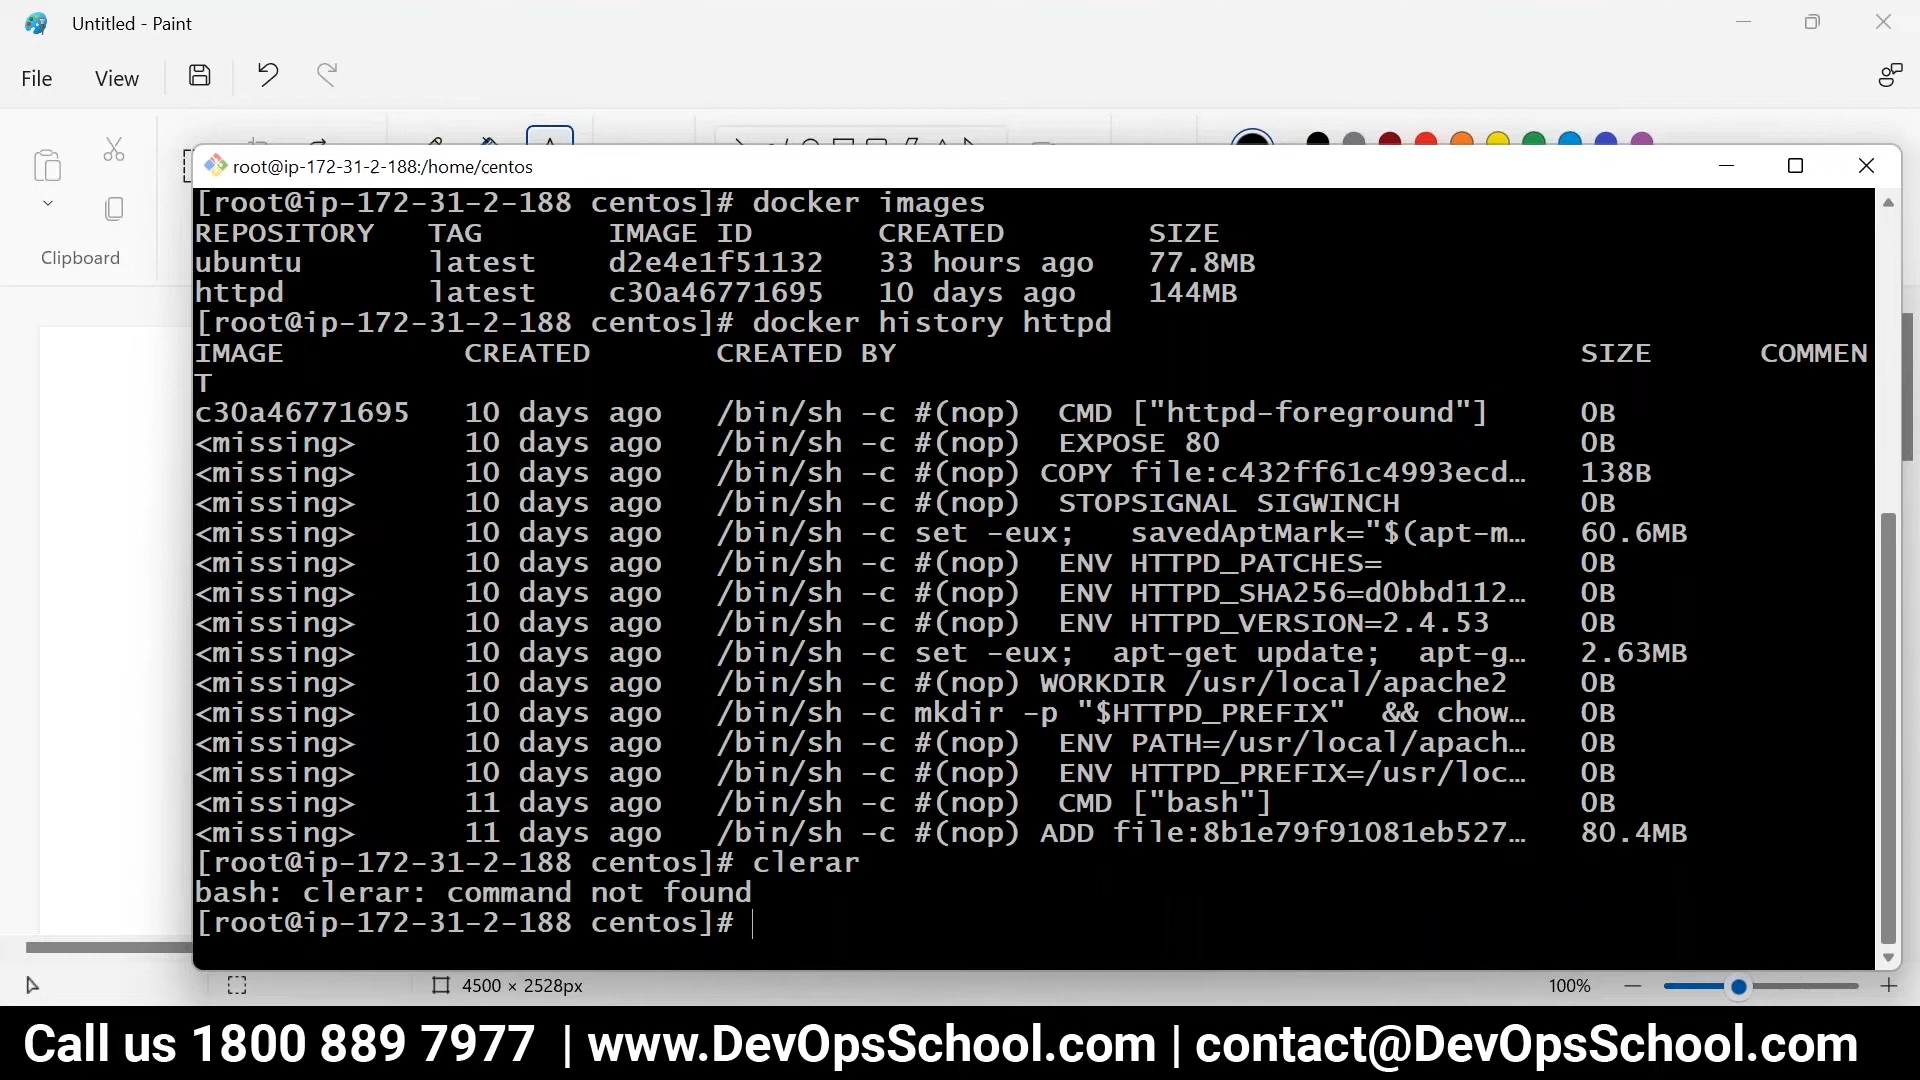 Untitled - Paint
File View
Clipboard
root@ip-172-31-2-188:/home/centos
[root@ip-172-31-2-188 centos]# docker images
REPOSITORY   TAG       IMAGE ID       CREATED        SIZE
ubuntu       latest    d2e4e1f51132   33 hours ago   77.8MB
httpd        latest    c30a46771695   10 days ago    144MB
[root@ip-172-31-2-188 centos]# docker history httpd
IMAGE          CREATED       CREATED BY                                      SIZE      COMMEN
T
c30a46771695   10 days ago   /bin/sh -c #(nop)  CMD ["httpd-foreground"]     0B
<missing>      10 days ago   /bin/sh -c #(nop)  EXPOSE 80                    0B
<missing>      10 days ago   /bin/sh -c #(nop) COPY file:c432ff61c4993ecd…   138B
<missing>      10 days ago   /bin/sh -c #(nop)  STOPSIGNAL SIGWINCH          0B
<missing>      10 days ago   /bin/sh -c set -eux;   savedAptMark="$(apt-m…   60.6MB
<missing>      10 days ago   /bin/sh -c #(nop)  ENV HTTPD_PATCHES=           0B
<missing>      10 days ago   /bin/sh -c #(nop)  ENV HTTPD_SHA256=d0bbd112…   0B
<missing>      10 days ago   /bin/sh -c #(nop)  ENV HTTPD_VERSION=2.4.53     0B
<missing>      10 days ago   /bin/sh -c set -eux;  apt-get update;  apt-g…   2.63MB
<missing>      10 days ago   /bin/sh -c #(nop) WORKDIR /usr/local/apache2    0B
<missing>      10 days ago   /bin/sh -c mkdir -p "$HTTPD_PREFIX"  && chow…   0B
<missing>      10 days ago   /bin/sh -c #(nop)  ENV PATH=/usr/local/apach…   0B
<missing>      10 days ago   /bin/sh -c #(nop)  ENV HTTPD_PREFIX=/usr/loc…   0B
<missing>      11 days ago   /bin/sh -c #(nop)  CMD ["bash"]                 0B
<missing>      11 days ago   /bin/sh -c #(nop) ADD file:8b1e79f91081eb527…   80.4MB
[root@ip-172-31-2-188 centos]# clerar
bash: clerar: command not found
[root@ip-172-31-2-188 centos]#
4500 × 2528px 100%
Call us 1800 889 7977 | www.DevOpsSchool.com | contact@DevOpsSchool.com